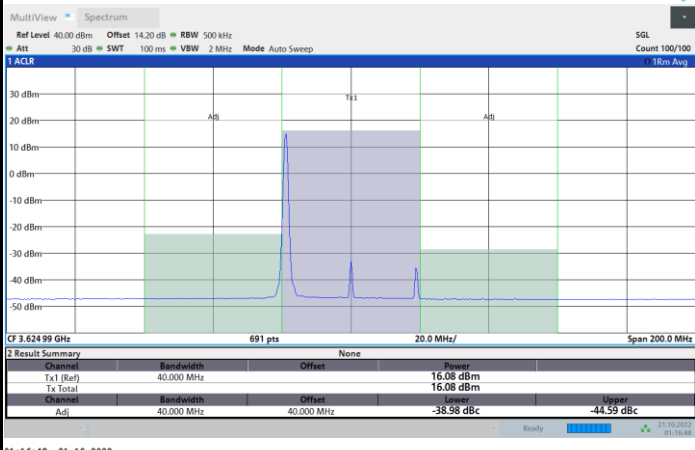 MultiView Spectrum
Ref Level 40.00 dBm Offset 14.20 dB RBW 500 kHz SGL
Att 30 dB SWT 100 ms VBW 2 MHz Mode Auto Sweep Count 100/100
1 ACLR 1Rm Avg
30 dBm
Tx1
20 dBm Adj Adj
10 dBm
0 dBm
-10 dBm
-20 dBm
-30 dBm
-40 dBm
-50 dBm
CF 3.624 99 GHz 691 pts 20.0 MHz/ Span 200.0 MHz
2 Result Summary None
Channel Bandwidth Offset Power
Tx1 (Ref) 40.000 MHz 16.08 dBm
Tx Total 16.08 dBm
Channel Bandwidth Offset Lower Upper
Adj 40.000 MHz 40.000 MHz -38.98 dBc -44.59 dBc
Ready 21.10.2022
01:16:48